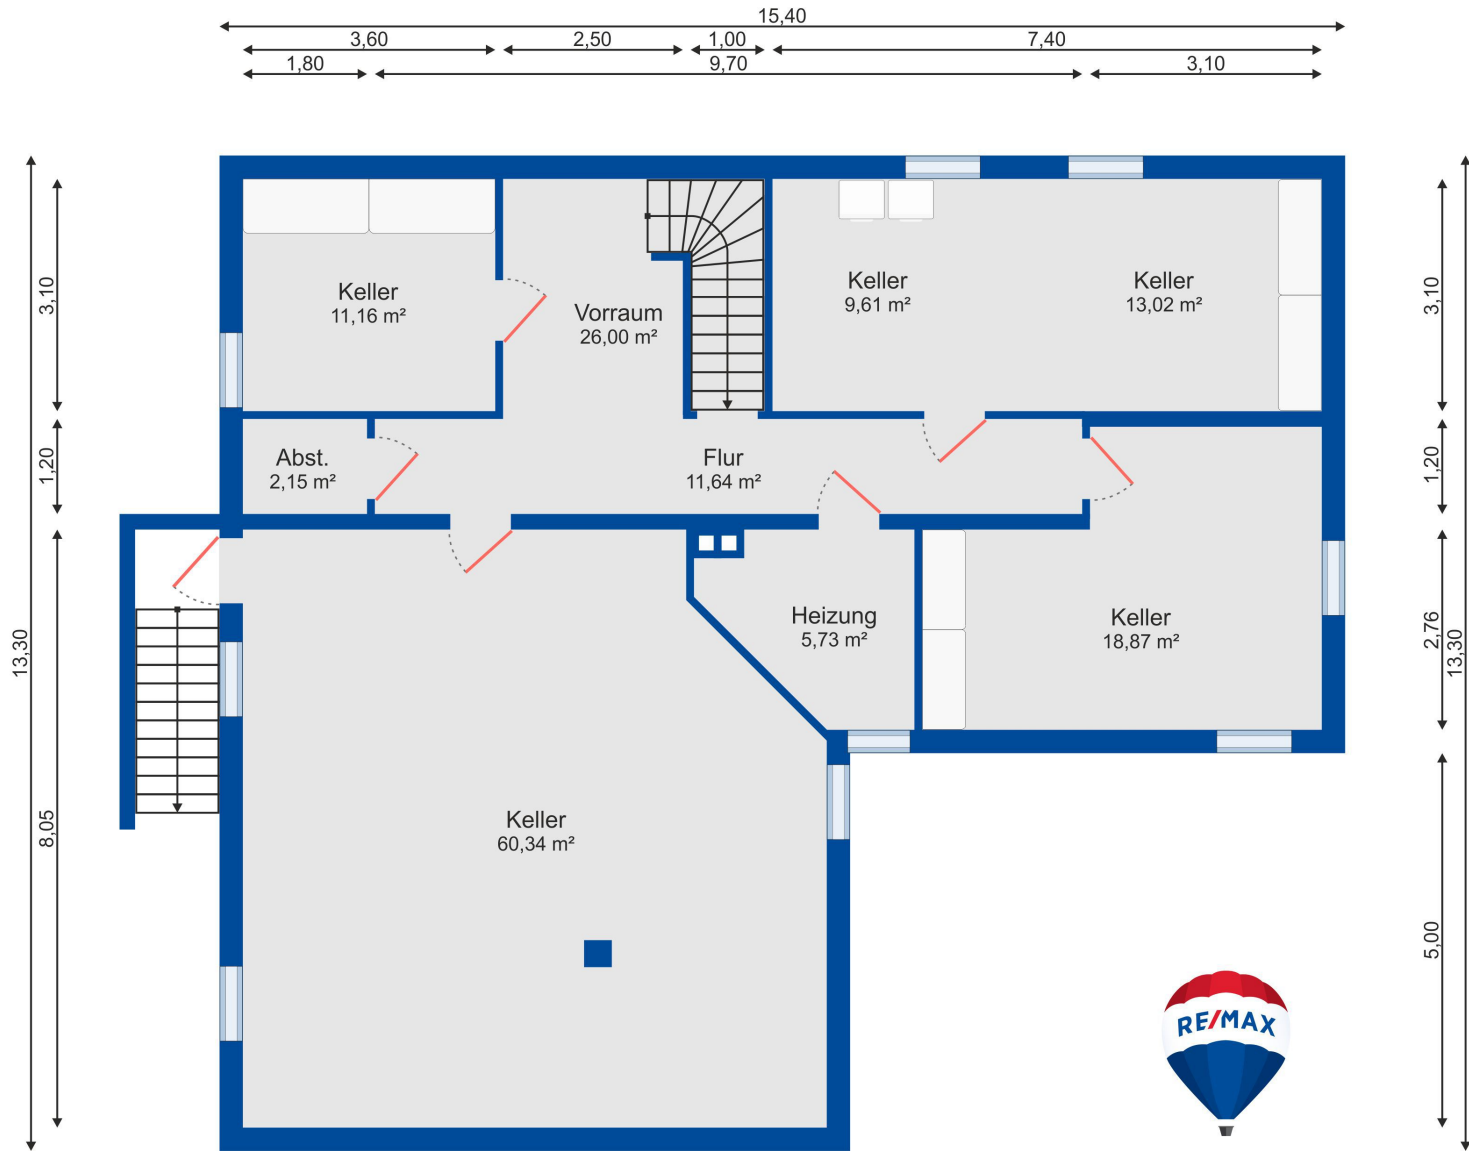 15,40
3,60
2,50
1,00
7,40
1,80
9,70
3,10
3,10
1,20
13,30
8,05
3,10
1,20
2,76
13,30
5,00
Keller
11,16 m²
Vorraum
26,00 m²
Keller
9,61 m²
Keller
13,02 m²
Abst.
2,15 m²
Flur
11,64 m²
Heizung
5,73 m²
Keller
18,87 m²
Keller
60,34 m²
RE/MAX